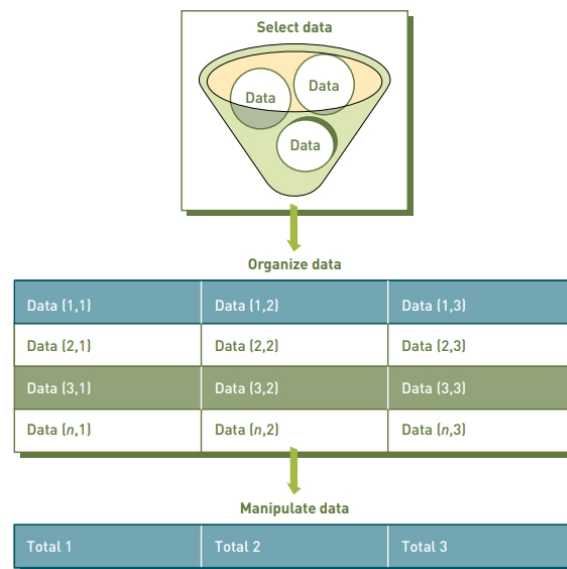 Select data
Data
Data
Data
Organize data
Data (1,1) Data (1,2) Data (1,3)
Data (2,1) Data (2,2) Data (2,3)
Data (3,1) Data (3,2) Data (3,3)
Data (n,1) Data (n,2) Data (n,3)
Manipulate data
Total 1 Total 2 Total 3